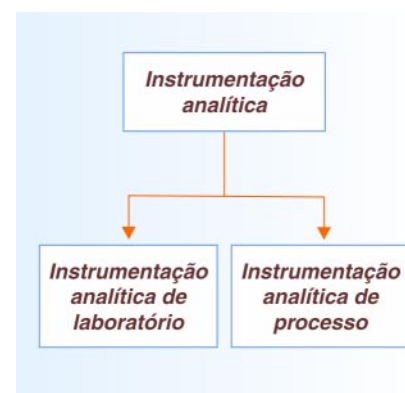 Instrumentação
analítica
Instrumentação
analítica de
laboratório
Instrumentação
analítica de
processo